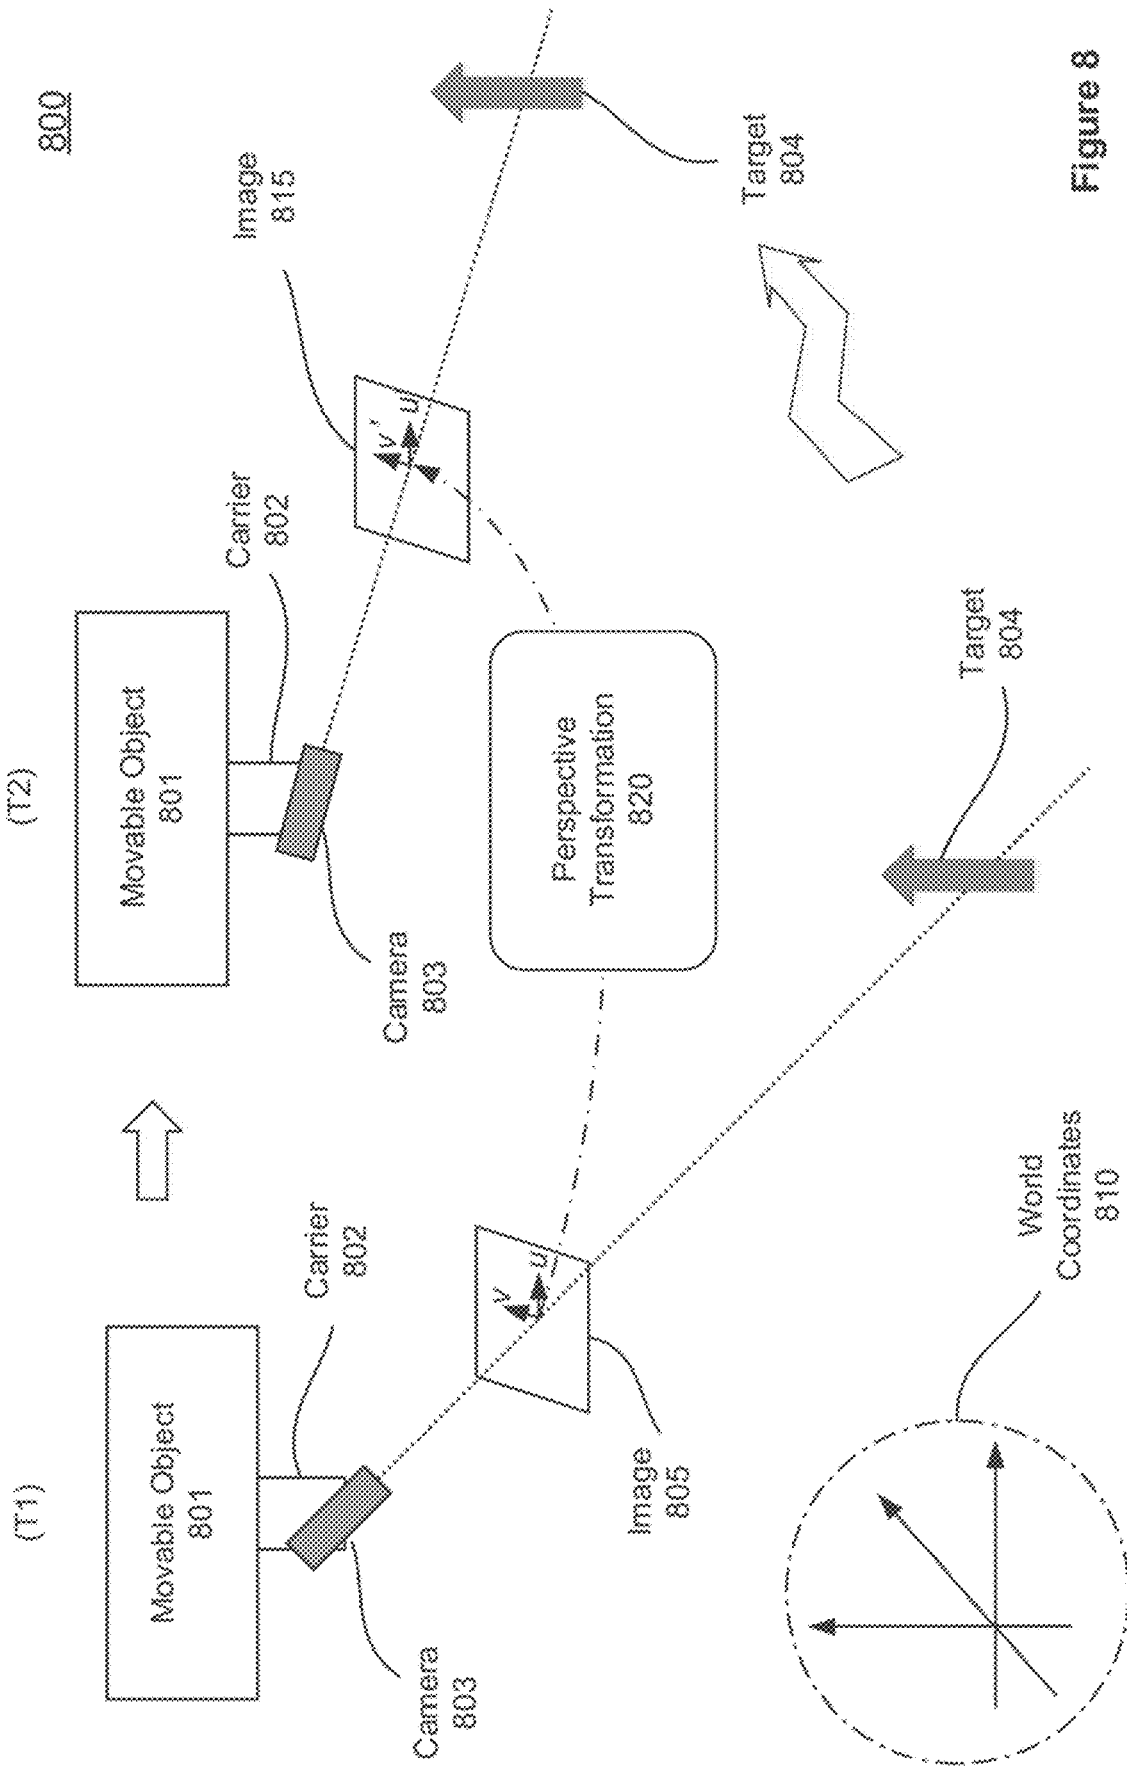 800
(T1)
(T2)
Movable Object
801
Movable Object
801
Carrier
802
Carrier
802
Image
815
Camera
803
Camera
803
v
u
v'
u
Image
805
Perspective
Transformation
820
Target
804
Target
804
World
Coordinates
810
Figure 8